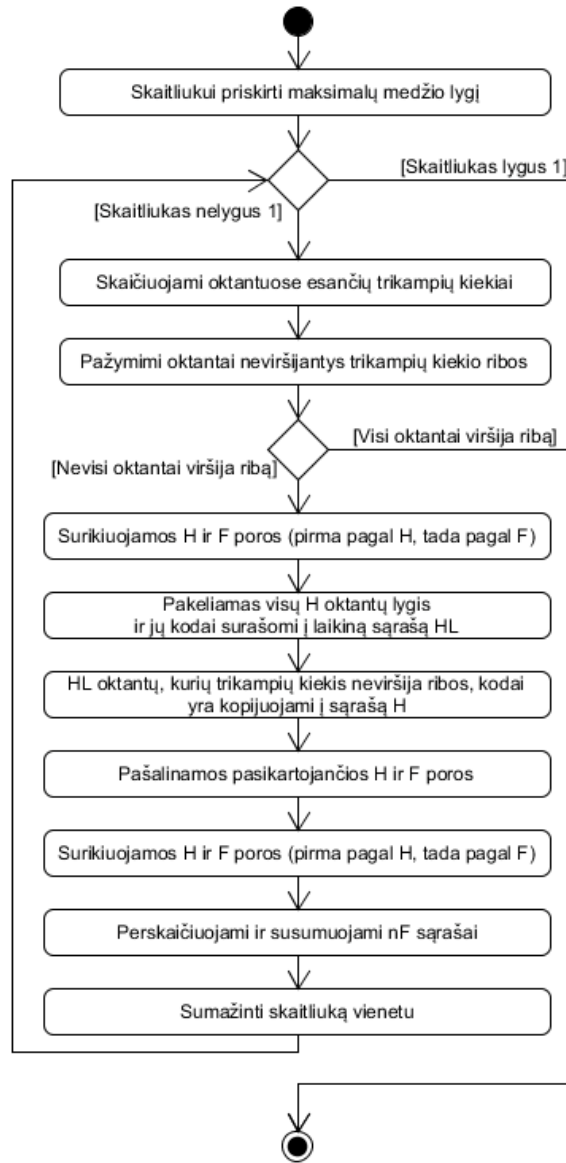 Skaitliukui priskirti maksimalų medžio lygį
[Skaitliukas lygus 1]
[Skaitliukas nelygus 1]
Skaičiuojami oktantuose esančių trikampių kiekiai
Pažymimi oktantai neviršijantys trikampių kiekio ribos
[Visi oktantai viršija ribą]
[Nevisi oktantai viršija ribą]
Surikiuojamos H ir F poros (pirma pagal H, tada pagal F)
Pakeliamas visų H oktantų lygis
ir jų kodai surašomi į laikiną sąrašą HL
HL oktantų, kurių trikampių kiekis neviršija ribos, kodai
yra kopijuojami į sąrašą H
Pašalinamos pasikartojančios H ir F poros
Surikiuojamos H ir F poros (pirma pagal H, tada pagal F)
Perskaičiuojami ir susumuojami nF sąrašai
Sumažinti skaitliuką vienetu